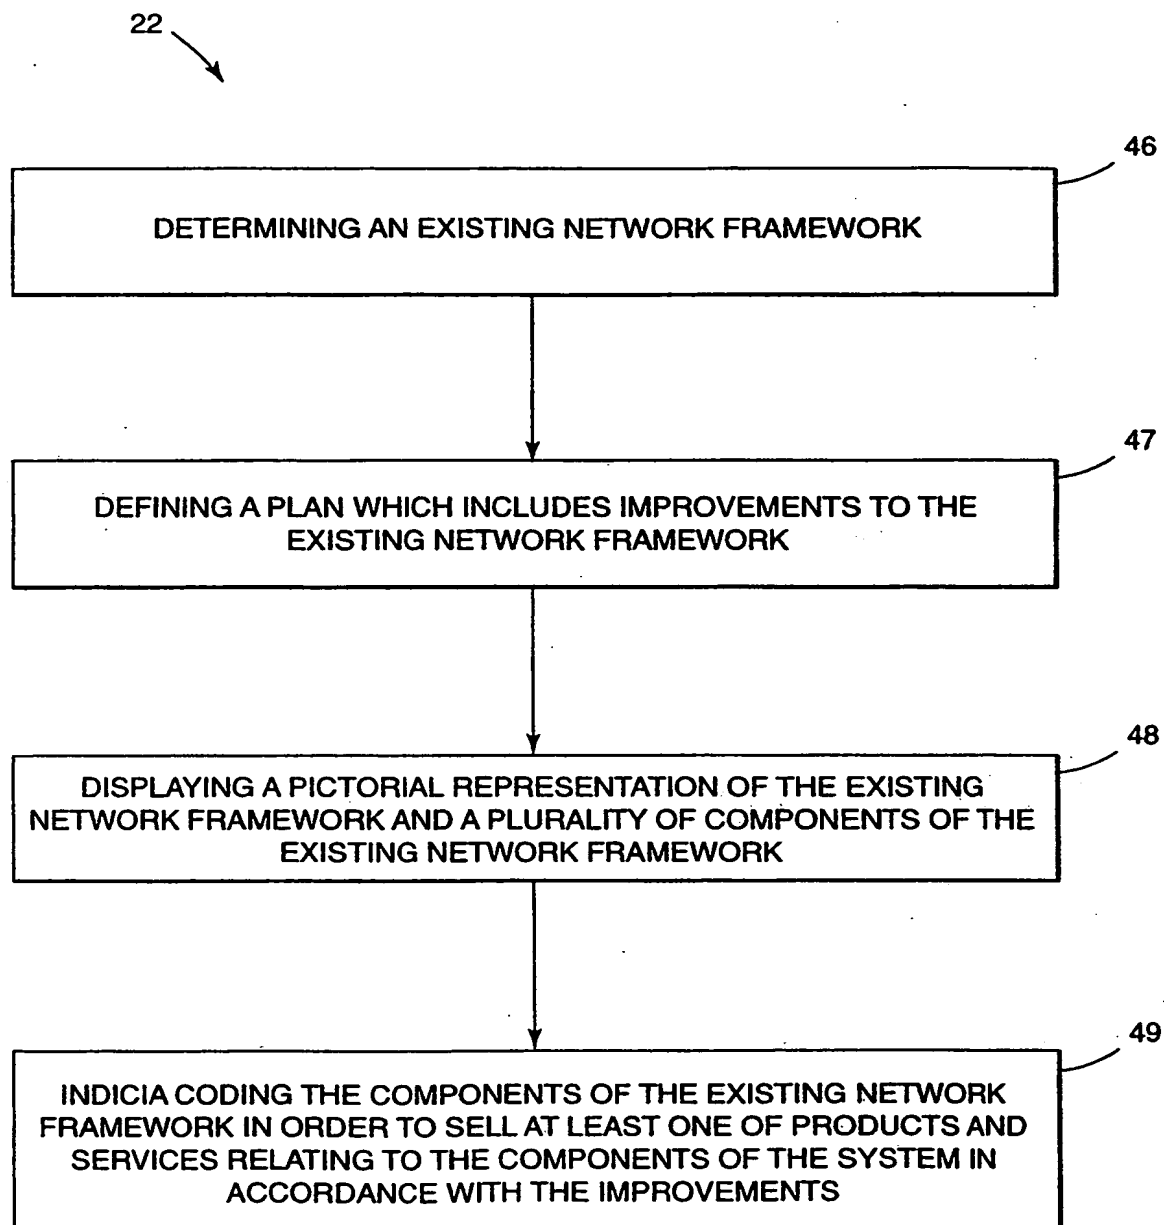 22
46
DETERMINING AN EXISTING NETWORK FRAMEWORK
47
DEFINING A PLAN WHICH INCLUDES IMPROVEMENTS TO THE
EXISTING NETWORK FRAMEWORK
48
DISPLAYING A PICTORIAL REPRESENTATION OF THE EXISTING
NETWORK FRAMEWORK AND A PLURALITY OF COMPONENTS OF THE
EXISTING NETWORK FRAMEWORK
49
INDICIA CODING THE COMPONENTS OF THE EXISTING NETWORK
FRAMEWORK IN ORDER TO SELL AT LEAST ONE OF PRODUCTS AND
SERVICES RELATING TO THE COMPONENTS OF THE SYSTEM IN
ACCORDANCE WITH THE IMPROVEMENTS